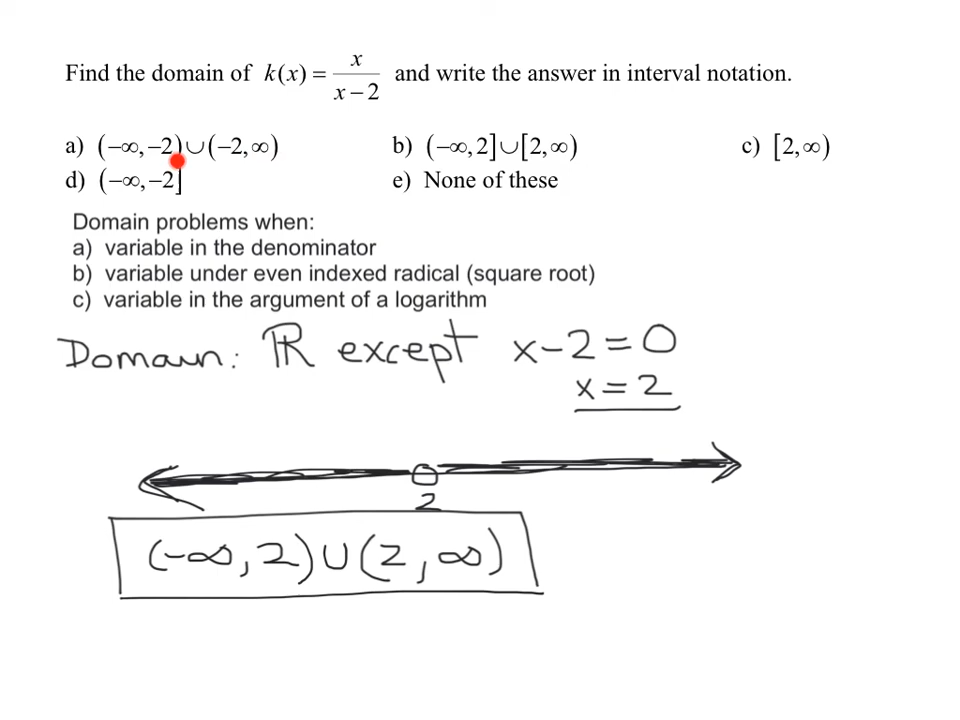 Find the domain of k(x) = x/(x − 2) and write the answer in interval notation.
a) (−∞, −2)∪(−2, ∞) b) (−∞, 2]∪[2, ∞) c) [2, ∞)
d) (−∞, −2] e) None of these
Domain problems when:
a) variable in the denominator
b) variable under even indexed radical (square root)
c) variable in the argument of a logarithm
Domain: ℝ except x−2=0
x=2
2
(-∞, 2)∪(2, ∞)